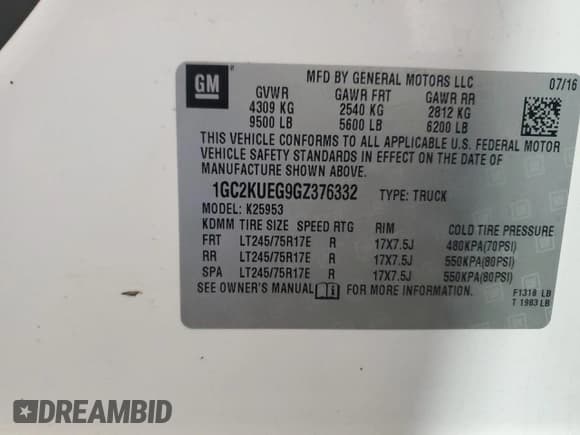 GM
MFD BY GENERAL MOTORS LLC 07/16
GVWR GAWR FRT GAWR RR
4309 KG 2540 KG 2812 KG
9500 LB 5600 LB 6200 LB
THIS VEHICLE CONFORMS TO ALL APPLICABLE U.S. FEDERAL MOTOR
VEHICLE SAFETY STANDARDS IN EFFECT ON THE DATE OF
MANUFACTURE SHOWN ABOVE.
1GC2KUEG9GZ376332 TYPE: TRUCK
MODEL: K25953
KDMM TIRE SIZE SPEED RTG RIM COLD TIRE PRESSURE
FRT LT245/75R17E R 17X7.5J 480KPA(70PSI)
RR LT245/75R17E R 17X7.5J 550KPA(80PSI)
SPA LT245/75R17E R 17X7.5J 550KPA(80PSI)
SEE OWNER'S MANUAL FOR MORE INFORMATION.
F1318 LB
T 1983 LB
DREAMBID